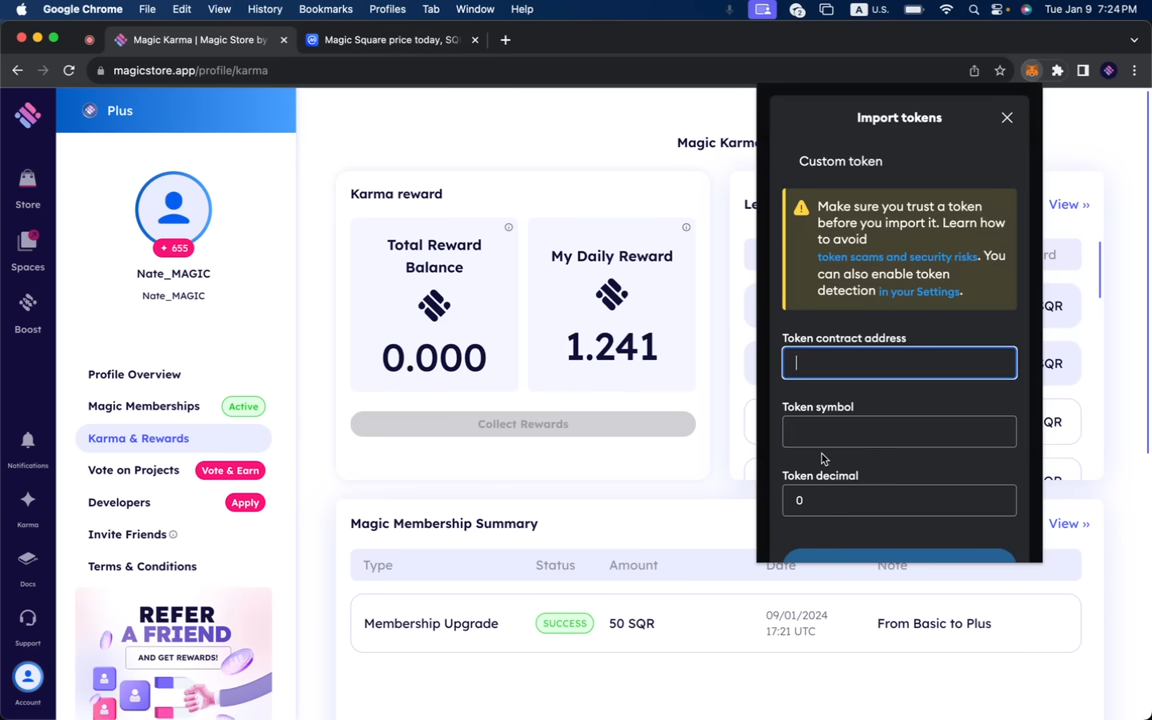 Google Chrome File Edit View History Bookmarks Profiles Tab Window Help
A U.S. Tue Jan 9 7:24 PM
Magic Karma | Magic Store by
Magic Square price today, SQ
magicstore.app/profile/karma
Store
Spaces
Boost
Notifications
Karma
Docs
Support
Account
Plus
655
Nate_MAGIC
Nate_MAGIC
Profile Overview
Magic Memberships Active
Karma & Rewards
Vote on Projects Vote & Earn
Developers Apply
Invite Friends
Terms & Conditions
REFER
A FRIEND
AND GET REWARDS!
Magic Karm
Karma reward
Total Reward
Balance
0.000
My Daily Reward
1.241
Collect Rewards
Le
View ››
rd
SQR
SQR
SQR
Magic Membership Summary
View ››
Type Status Amount Date Note
Membership Upgrade SUCCESS 50 SQR 09/01/2024
17:21 UTC From Basic to Plus
Import tokens
Custom token
Make sure you trust a token
before you import it. Learn how
to avoid
token scams and security risks. You
can also enable token
detection in your Settings.
Token contract address
Token symbol
Token decimal
0